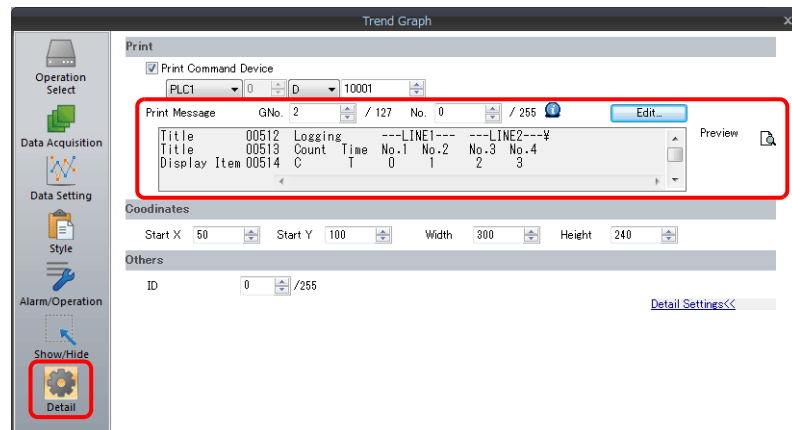 Trend Graph x
Operation
Select
Data Acquisition
Data Setting
Style
Alarm/Operation
Show/Hide
Detail
Print
Print Command Device
PLC1 0 D 10001
Print Message GNo. 2 / 127 No. 0 / 255 Edit...
Title 00512 Logging ---LINE1--- ---LINE2---¥
Title 00513 Count Time No.1 No.2 No.3 No.4
Display Item 00514 C T 0 1 2 3
Preview
Coodinates
Start X 50 Start Y 100 Width 300 Height 240
Others
ID 0 /255
Detail Settings<<